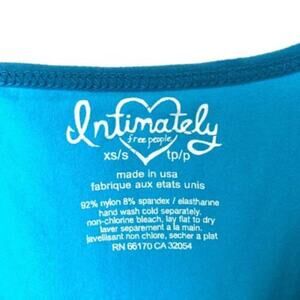 Intimately
free people
xs/s tp/p
made in usa
fabrique aux etats unis
92% nylon 8% spandex / elasthanne
hand wash cold separately.
non-chlorine bleach, lay flat to dry
laver separement a la main.
javellisant non chlore, secher a plat
RN 66170 CA 32054